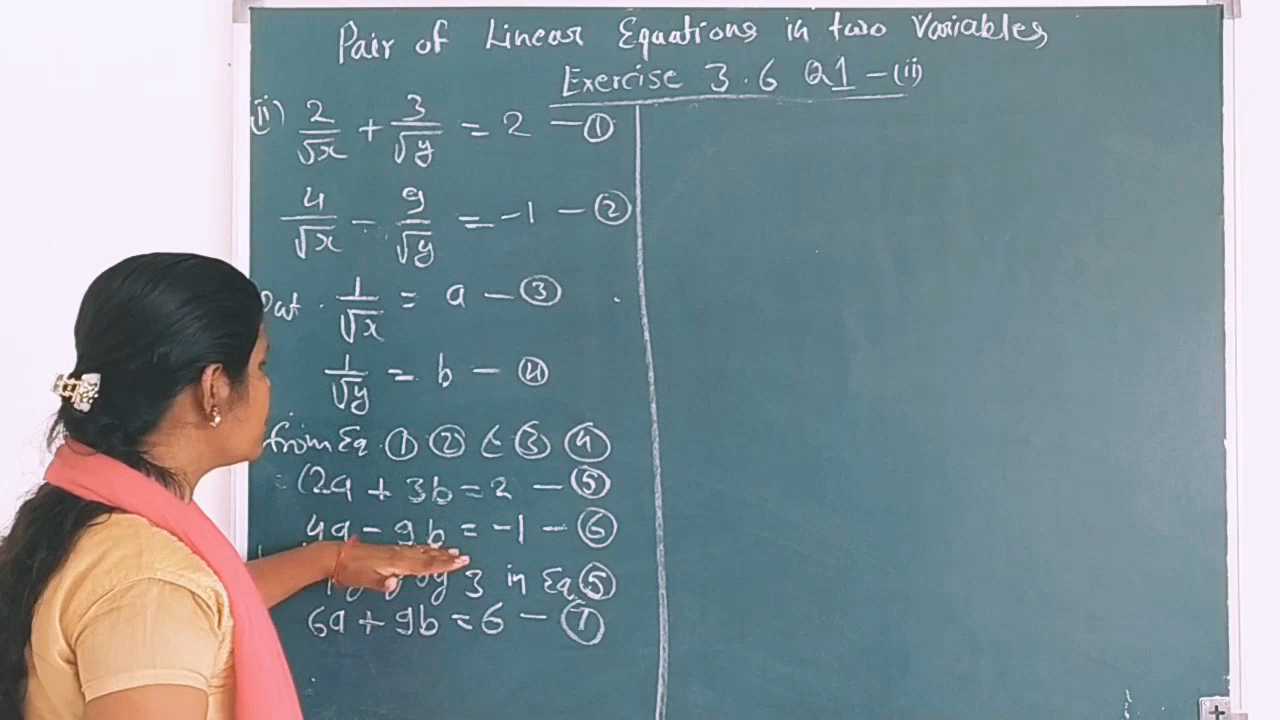 Pair of Linear Equations in two Variables
Exercise 3.6 Q1 - (ii)
(ii) 2/√x + 3/√y = 2 - ①
4/√x - 9/√y = -1 - ②
Put 1/√x = a - ③
1/√y = b - ④
from Eq ① ② & ③ ④
(2a + 3b = 2 - ⑤
4a - 9b = -1 - ⑥
3 in Eq ⑤
6a + 9b = 6 - ⑦